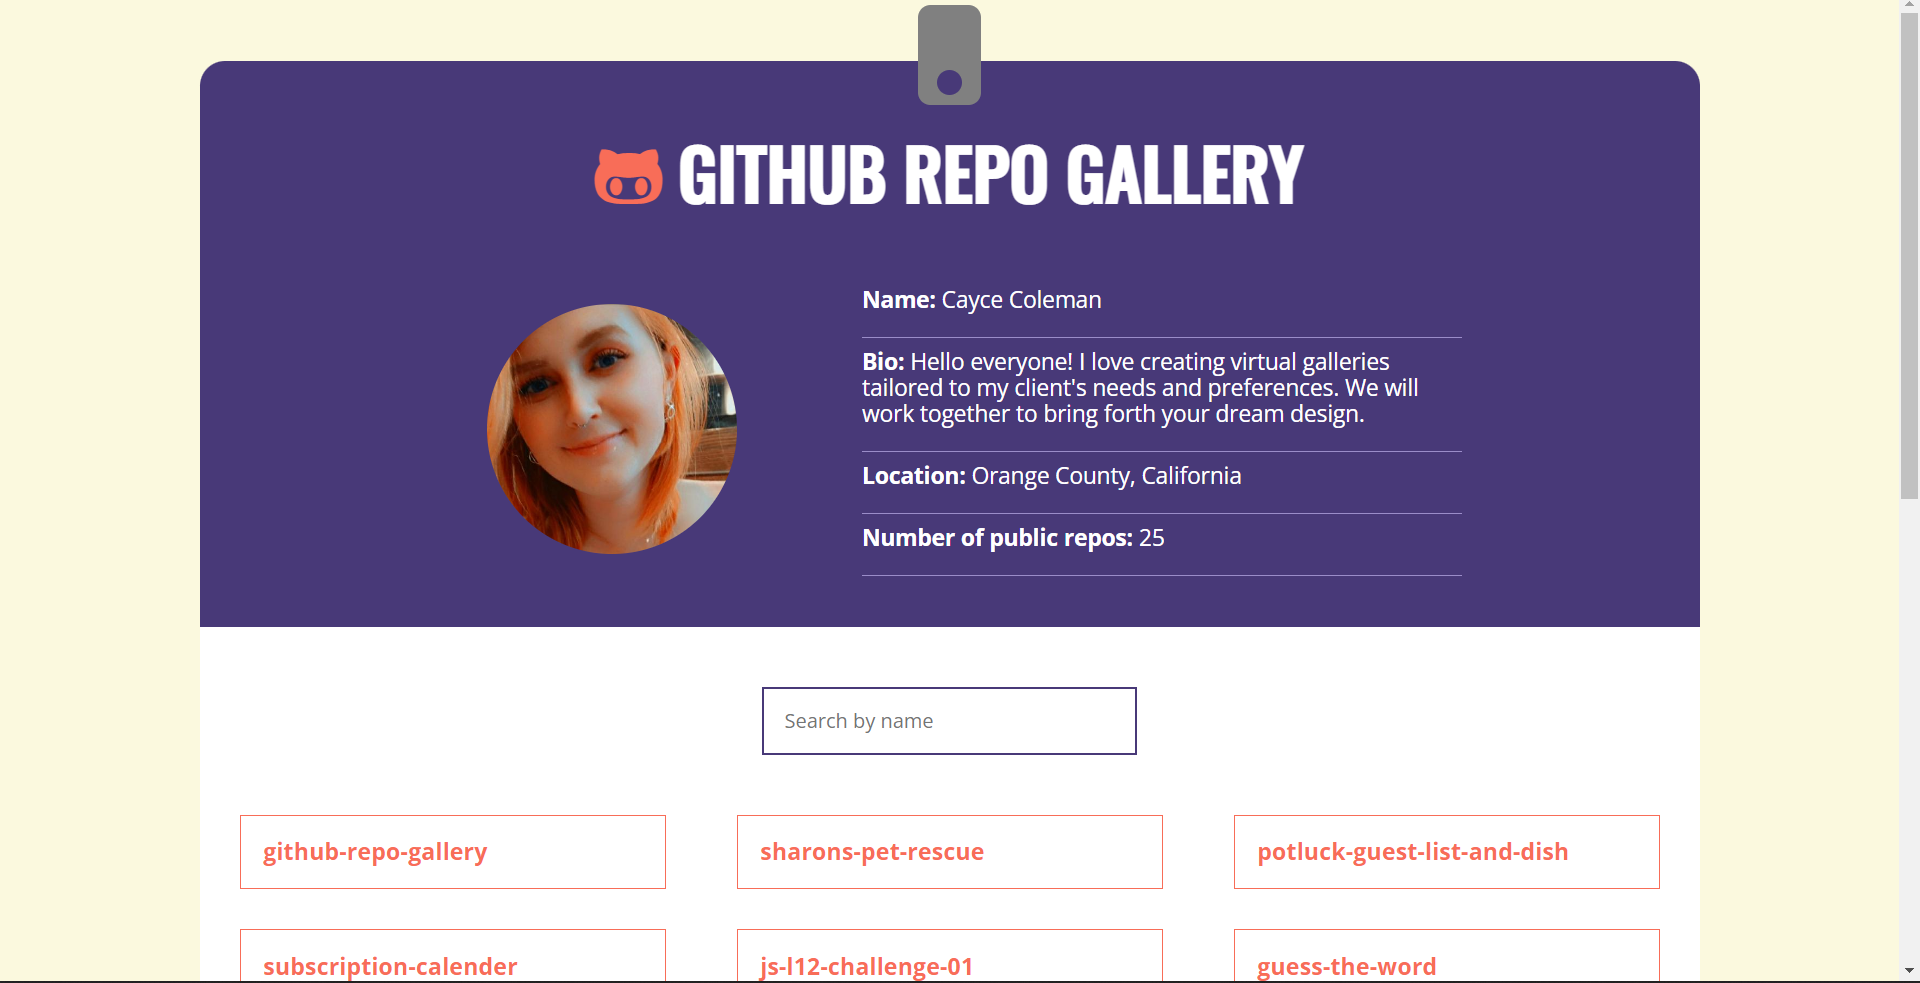 GITHUB REPO GALLERY
Name: Cayce Coleman
Bio: Hello everyone! I love creating virtual galleries
tailored to my client's needs and preferences. We will
work together to bring forth your dream design.
Location: Orange County, California
Number of public repos: 25
Search by name
github-repo-gallery
sharons-pet-rescue
potluck-guest-list-and-dish
subscription-calender
js-l12-challenge-01
guess-the-word